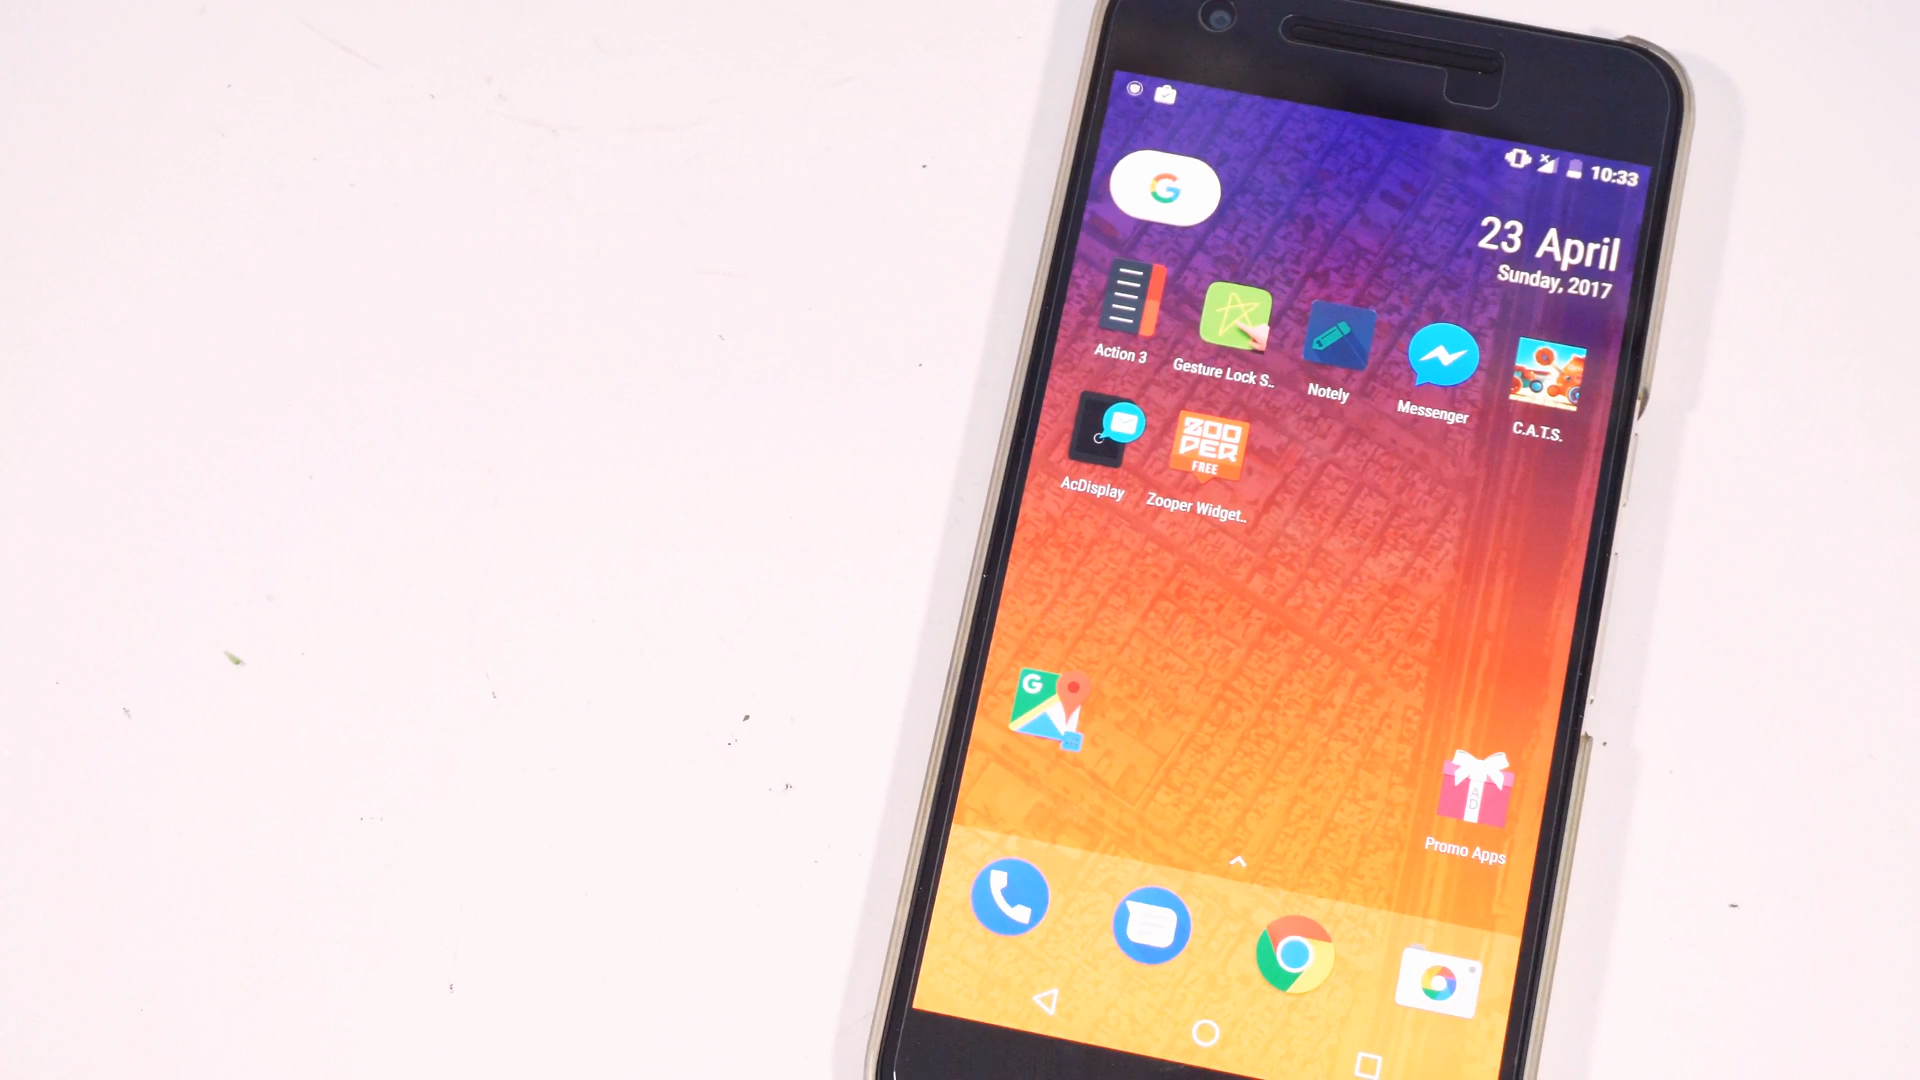 10:33
G
23 April
Sunday, 2017
Action 3
Gesture Lock S..
Notely
Messenger
C.A.T.S.
ZOO
PER
FREE
AcDisplay
Zooper Widget..
G
AD
Promo Apps